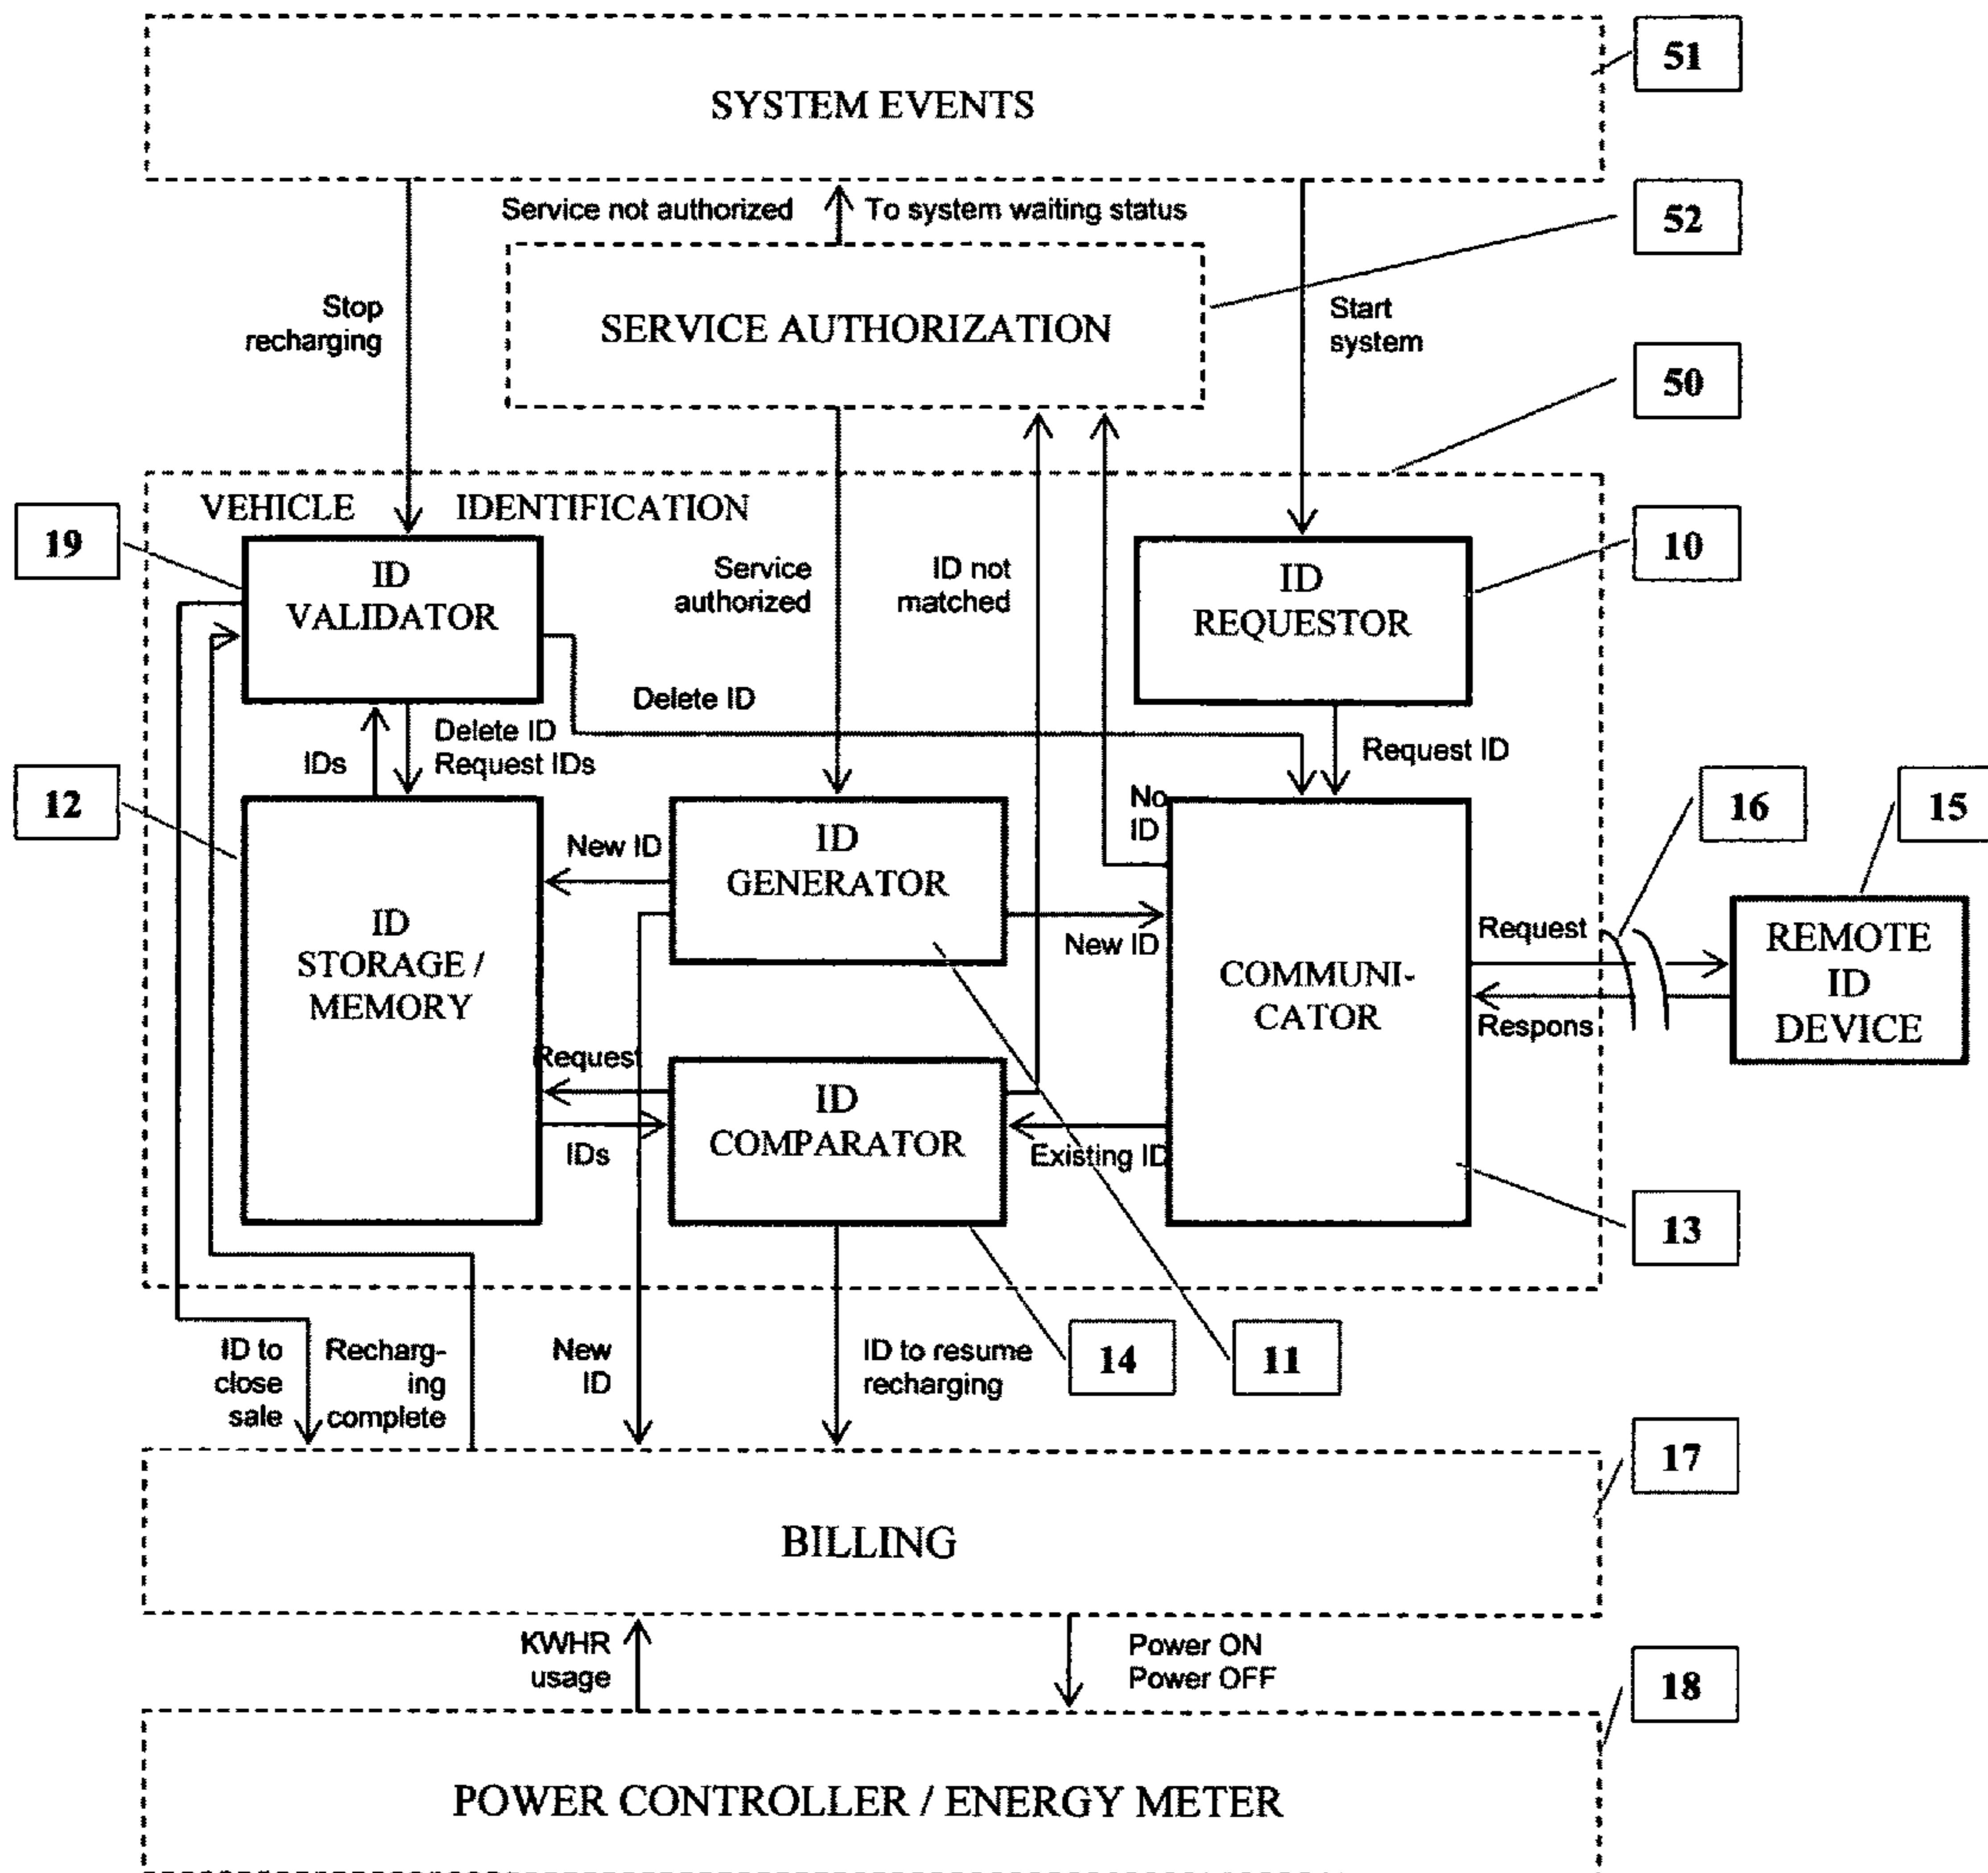 51
SYSTEM EVENTS
52
Service not authorized
To system waiting status
Stop
recharging
SERVICE AUTHORIZATION
Start
system
50
VEHICLE IDENTIFICATION
19
ID
VALIDATOR
Service
authorized
ID not
matched
ID
REQUESTOR
10
Delete ID
IDs
Delete ID
Request IDs
Request ID
12
16
15
New ID
ID
GENERATOR
No
ID
ID
STORAGE /
MEMORY
New ID
COMMUNI-
CATOR
Request
Respons
REMOTE
ID
DEVICE
Request
IDs
ID
COMPARATOR
Existing ID
13
ID to
close
sale
Recharg-
ing
complete
New
ID
ID to resume
recharging
14
11
17
BILLING
KWHR
usage
Power ON
Power OFF
18
POWER CONTROLLER / ENERGY METER